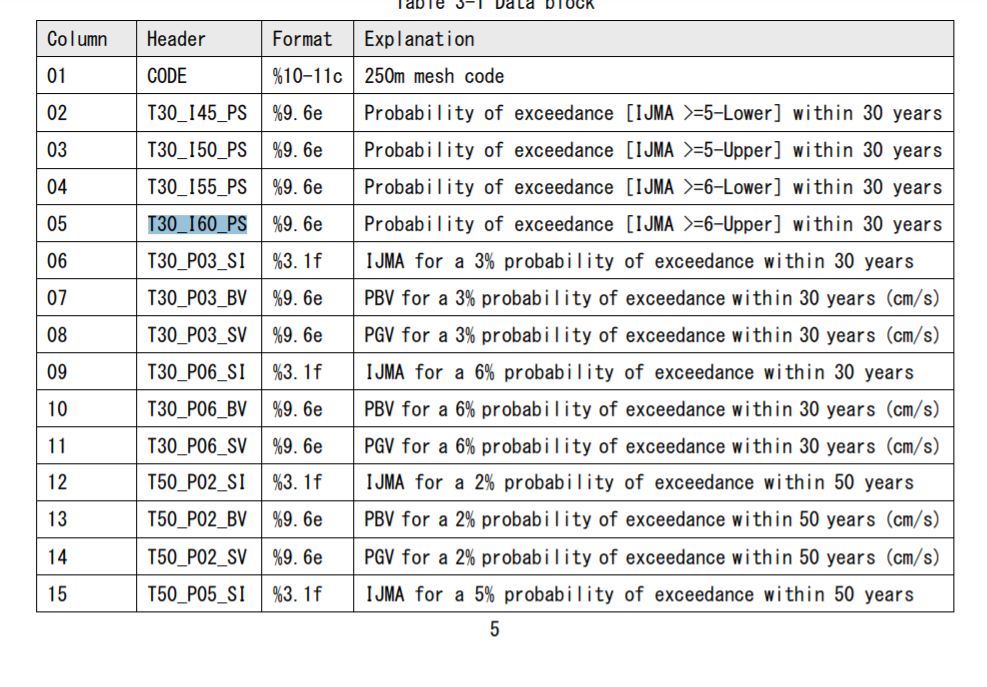 Table 3-1 Data block
Column Header Format Explanation
01 CODE %10-11c 250m mesh code
02 T30_I45_PS %9.6e Probability of exceedance [IJMA >=5-Lower] within 30 years
03 T30_I50_PS %9.6e Probability of exceedance [IJMA >=5-Upper] within 30 years
04 T30_I55_PS %9.6e Probability of exceedance [IJMA >=6-Lower] within 30 years
05 T30_I60_PS %9.6e Probability of exceedance [IJMA >=6-Upper] within 30 years
06 T30_P03_SI %3.1f IJMA for a 3% probability of exceedance within 30 years
07 T30_P03_BV %9.6e PBV for a 3% probability of exceedance within 30 years (cm/s)
08 T30_P03_SV %9.6e PGV for a 3% probability of exceedance within 30 years (cm/s)
09 T30_P06_SI %3.1f IJMA for a 6% probability of exceedance within 30 years
10 T30_P06_BV %9.6e PBV for a 6% probability of exceedance within 30 years (cm/s)
11 T30_P06_SV %9.6e PGV for a 6% probability of exceedance within 30 years (cm/s)
12 T50_P02_SI %3.1f IJMA for a 2% probability of exceedance within 50 years
13 T50_P02_BV %9.6e PBV for a 2% probability of exceedance within 50 years (cm/s)
14 T50_P02_SV %9.6e PGV for a 2% probability of exceedance within 50 years (cm/s)
15 T50_P05_SI %3.1f IJMA for a 5% probability of exceedance within 50 years
5